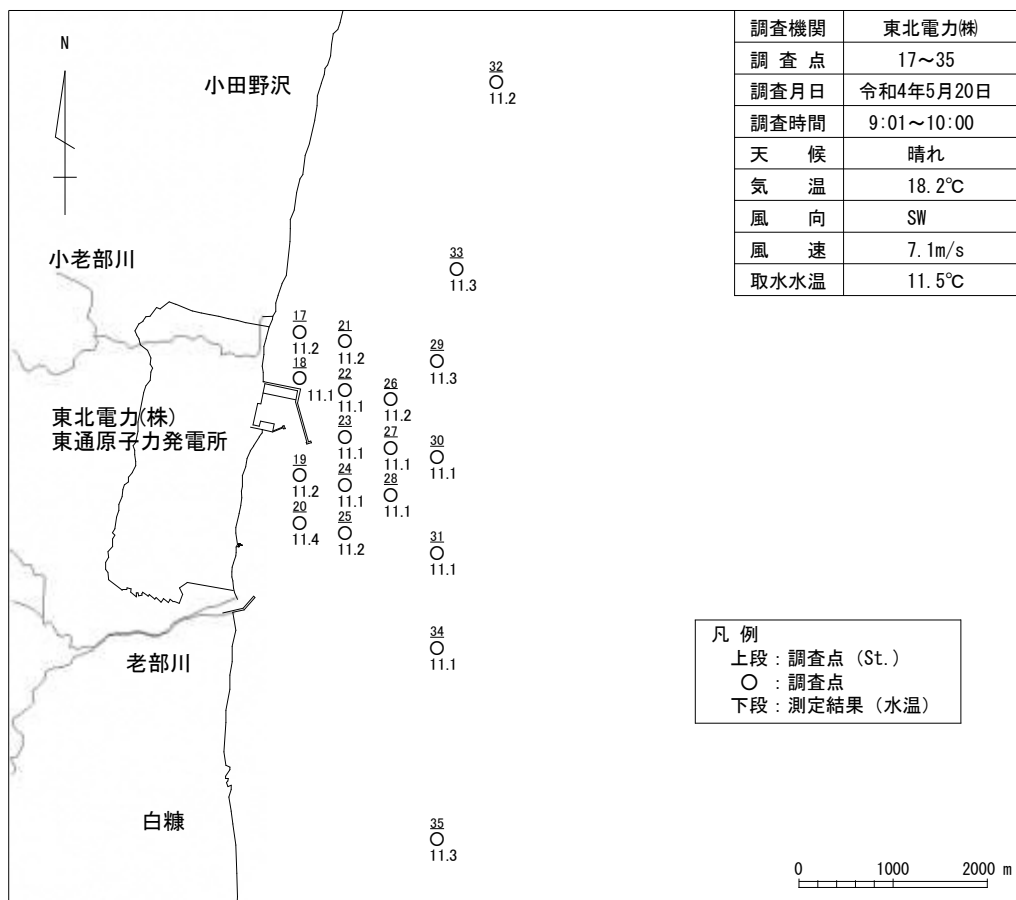 調査機関 東北電力㈱
調査点 17～35
調査月日 令和4年5月20日
調査時間 9:01～10:00
天候 晴れ
気温 18.2℃
風向 SW
風速 7.1m/s
取水水温 11.5℃
N
小田野沢
32
11.2
小老部川
33
11.3
17
11.2
21
11.2
29
11.3
18
11.1
22
11.1
26
11.2
東北電力(株)
東通原子力発電所
23
11.1
27
11.1
30
11.1
19
11.2
24
11.1
28
11.1
20
11.4
25
11.2
31
11.1
老部川
34
11.1
凡 例
上段：調査点（St.）
○ ：調査点
下段：測定結果（水温）
白糠
35
11.3
0 1000 2000 m